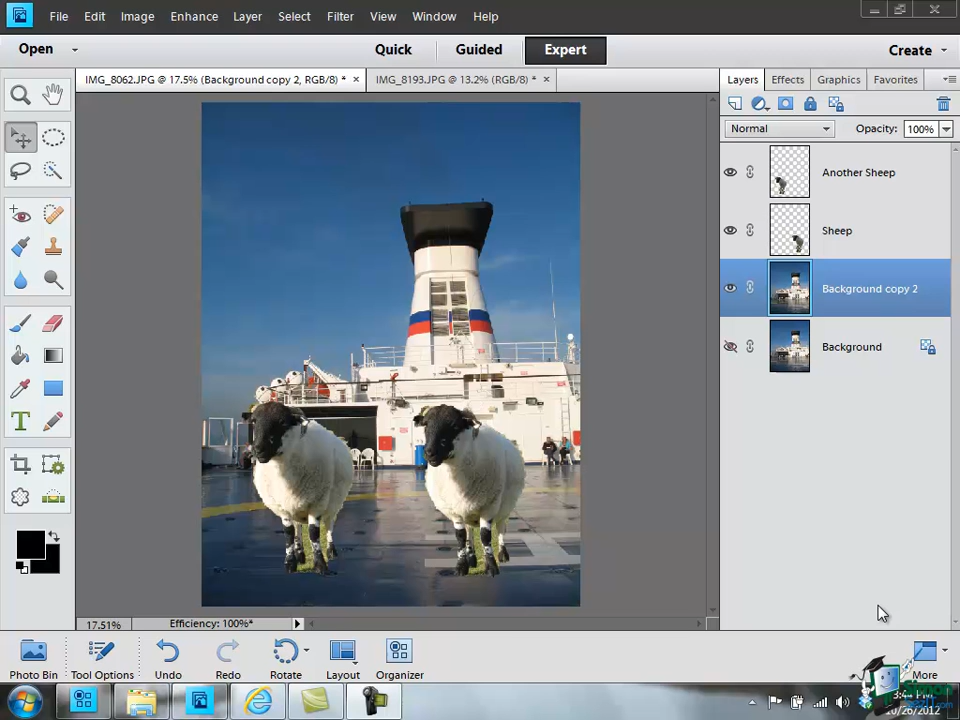 File Edit Image Enhance Layer Select Filter View Window Help
Open Quick Guided Expert Create
IMG_8062.JPG @ 17.5% (Background copy 2, RGB/8) * × IMG_8193.JPG @ 13.2% (RGB/8) * ×
Layers Effects Graphics Favorites
Normal Opacity: 100%
Another Sheep
Sheep
Background copy 2
Background
T
17.51% Efficiency: 100%*
Photo Bin Tool Options Undo Redo Rotate Layout Organizer More
10/26/2012